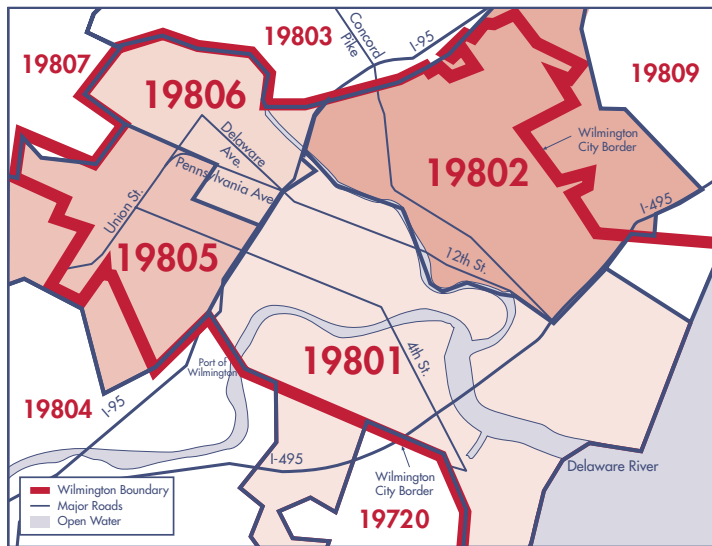 19803
Concord
Pike
I-95
19807
19809
19806
Delaware
Ave
Pennsylvania Ave
Wilmington
City Border
19802
Union St.
I-495
19805
12th St.
19801
4th St.
Port of
Wilmington
19804
I-95
I-495
Wilmington
City Border
Delaware River
19720
Wilmington Boundary
Major Roads
Open Water